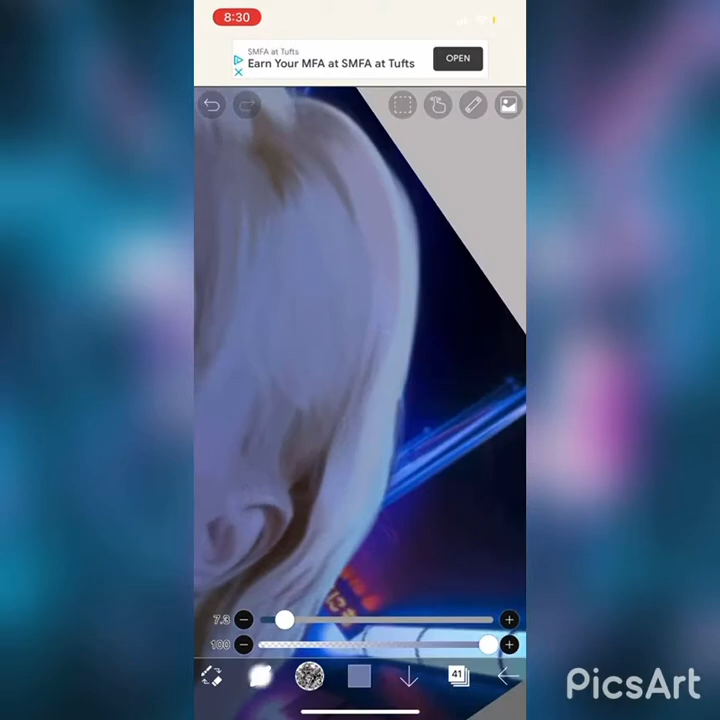 8:30
SMFA at Tufts
Earn Your MFA at SMFA at Tufts
OPEN
7.3
100
41
PicsArt